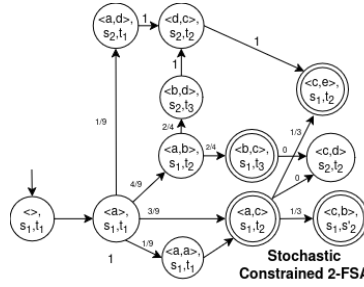 <a,d>,
s₂,t₁
1
<d,c>,
s₂,t₂
1
1
<b,d>,
s₂,t₃
<c,e>,
s₁,t₂
1/9
2/4
4/9
<a,b>,
s₁,t₂
2/4
<b,c>,
s₁,t₃
0
1/3
<c,d>
s₂,t₂
0
<>,
s₁,t₁
<a>,
s₁,t₁
3/9
<a,c>
s₁,t₂
1/3
<c,b>
s₁,s'₂
1
1/9
<a,a>,
s₁,t₁
Stochastic
Constrained 2-FSA